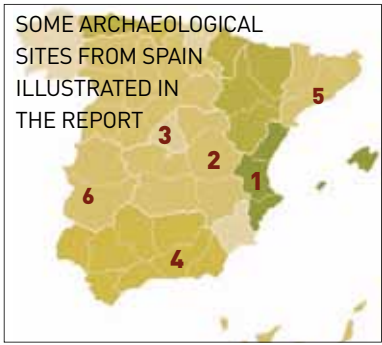 SOME ARCHAEOLOGICAL
SITES FROM SPAIN
ILLUSTRATED IN
THE REPORT
5
3
2
1
6
4